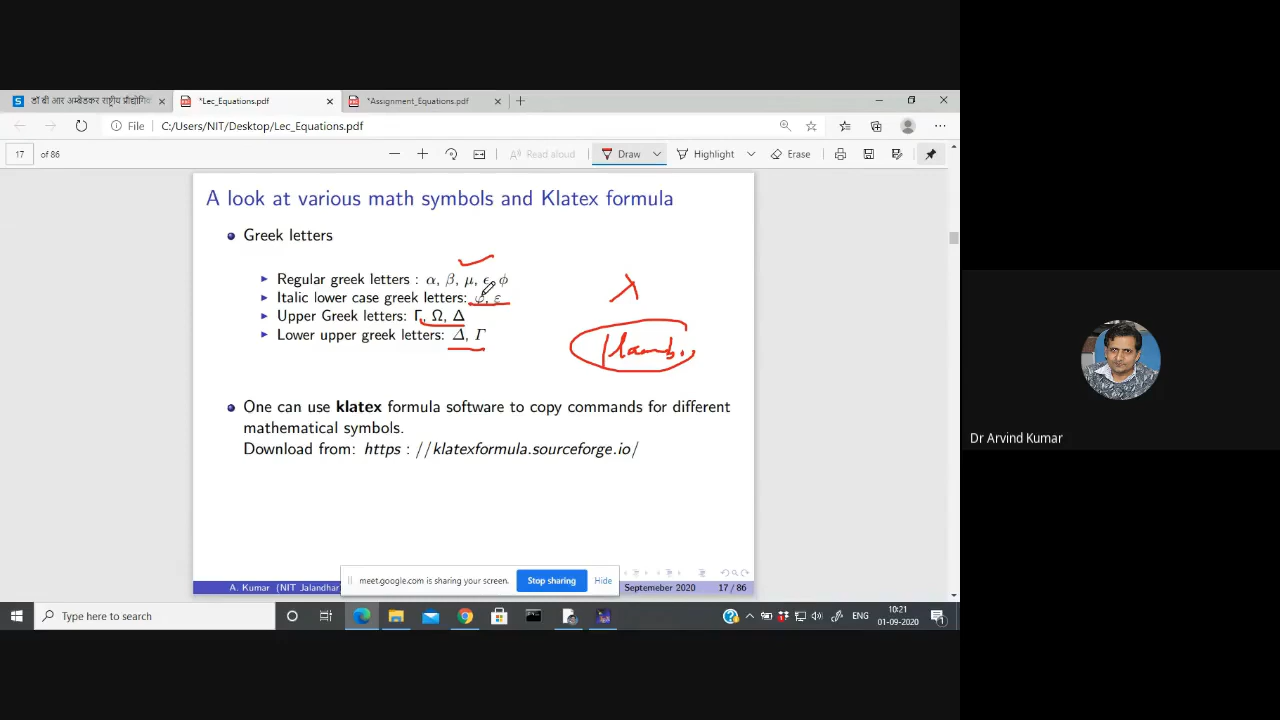 डॉ बी आर अम्बेडकर राष्ट्रीय प्रौद्योगि
*Lec_Equations.pdf
*Assignment_Equations.pdf
File
C:/Users/NIT/Desktop/Lec_Equations.pdf
17 of 86
Read aloud
Draw
Highlight
Erase
A look at various math symbols and Klatex formula
Greek letters
Regular greek letters : α, β, μ, ϵ, ϕ
Italic lower case greek letters: φ, ε
Upper Greek letters: Γ, Ω, Δ
Lower upper greek letters: Δ, Γ
λ
One can use klatex formula software to copy commands for different
mathematical symbols.
Download from: https : //klatexformula.sourceforge.io/
Dr Arvind Kumar
meet.google.com is sharing your screen.
Stop sharing
Hide
A. Kumar (NIT Jalandhar
Septemeber 2020
17 / 86
Type here to search
ENG
10:21
01-09-2020
1